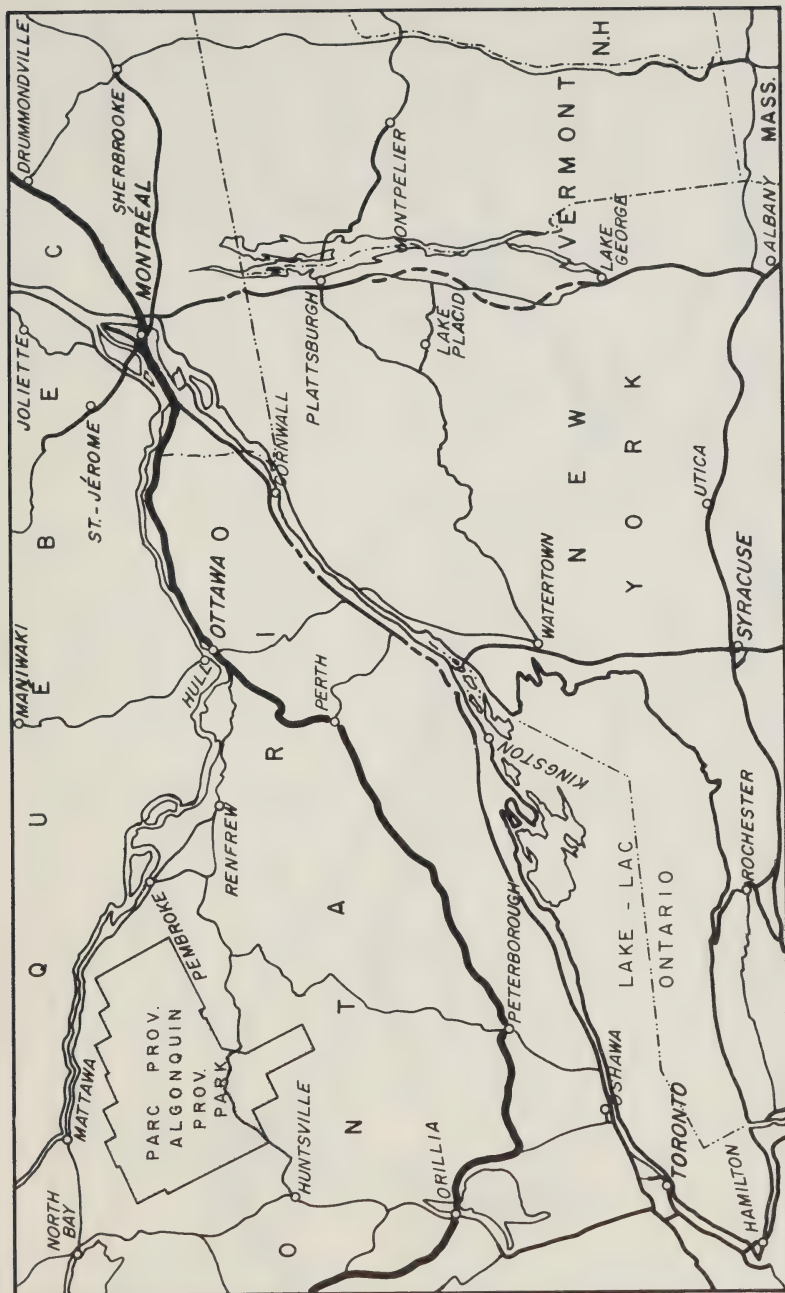 Q U É B E C
O N T A R I O
N E W
Y O R K
VERMONT
N.H
MASS.
NORTH
BAY
MATTAWA
PARC PROV.
ALGONQUIN
PROV.
PARK
HUNTSVILLE
ORILLIA
PEMBROKE
RENFREW
MANIWAKI
HULL
OTTAWA
PERTH
ST.-JÉROME
JOLIETTE
MONTRÉAL
DRUMMONDVILLE
SHERBROOKE
CORNWALL
PLATTSBURGH
LAKE
PLACID
MONTPELIER
LAKE
GEORGE
ALBANY
UTICA
SYRACUSE
WATERTOWN
KINGSTON
PETERBOROUGH
LAKE - LAC
ONTARIO
OSHAWA
TORONTO
HAMILTON
ROCHESTER